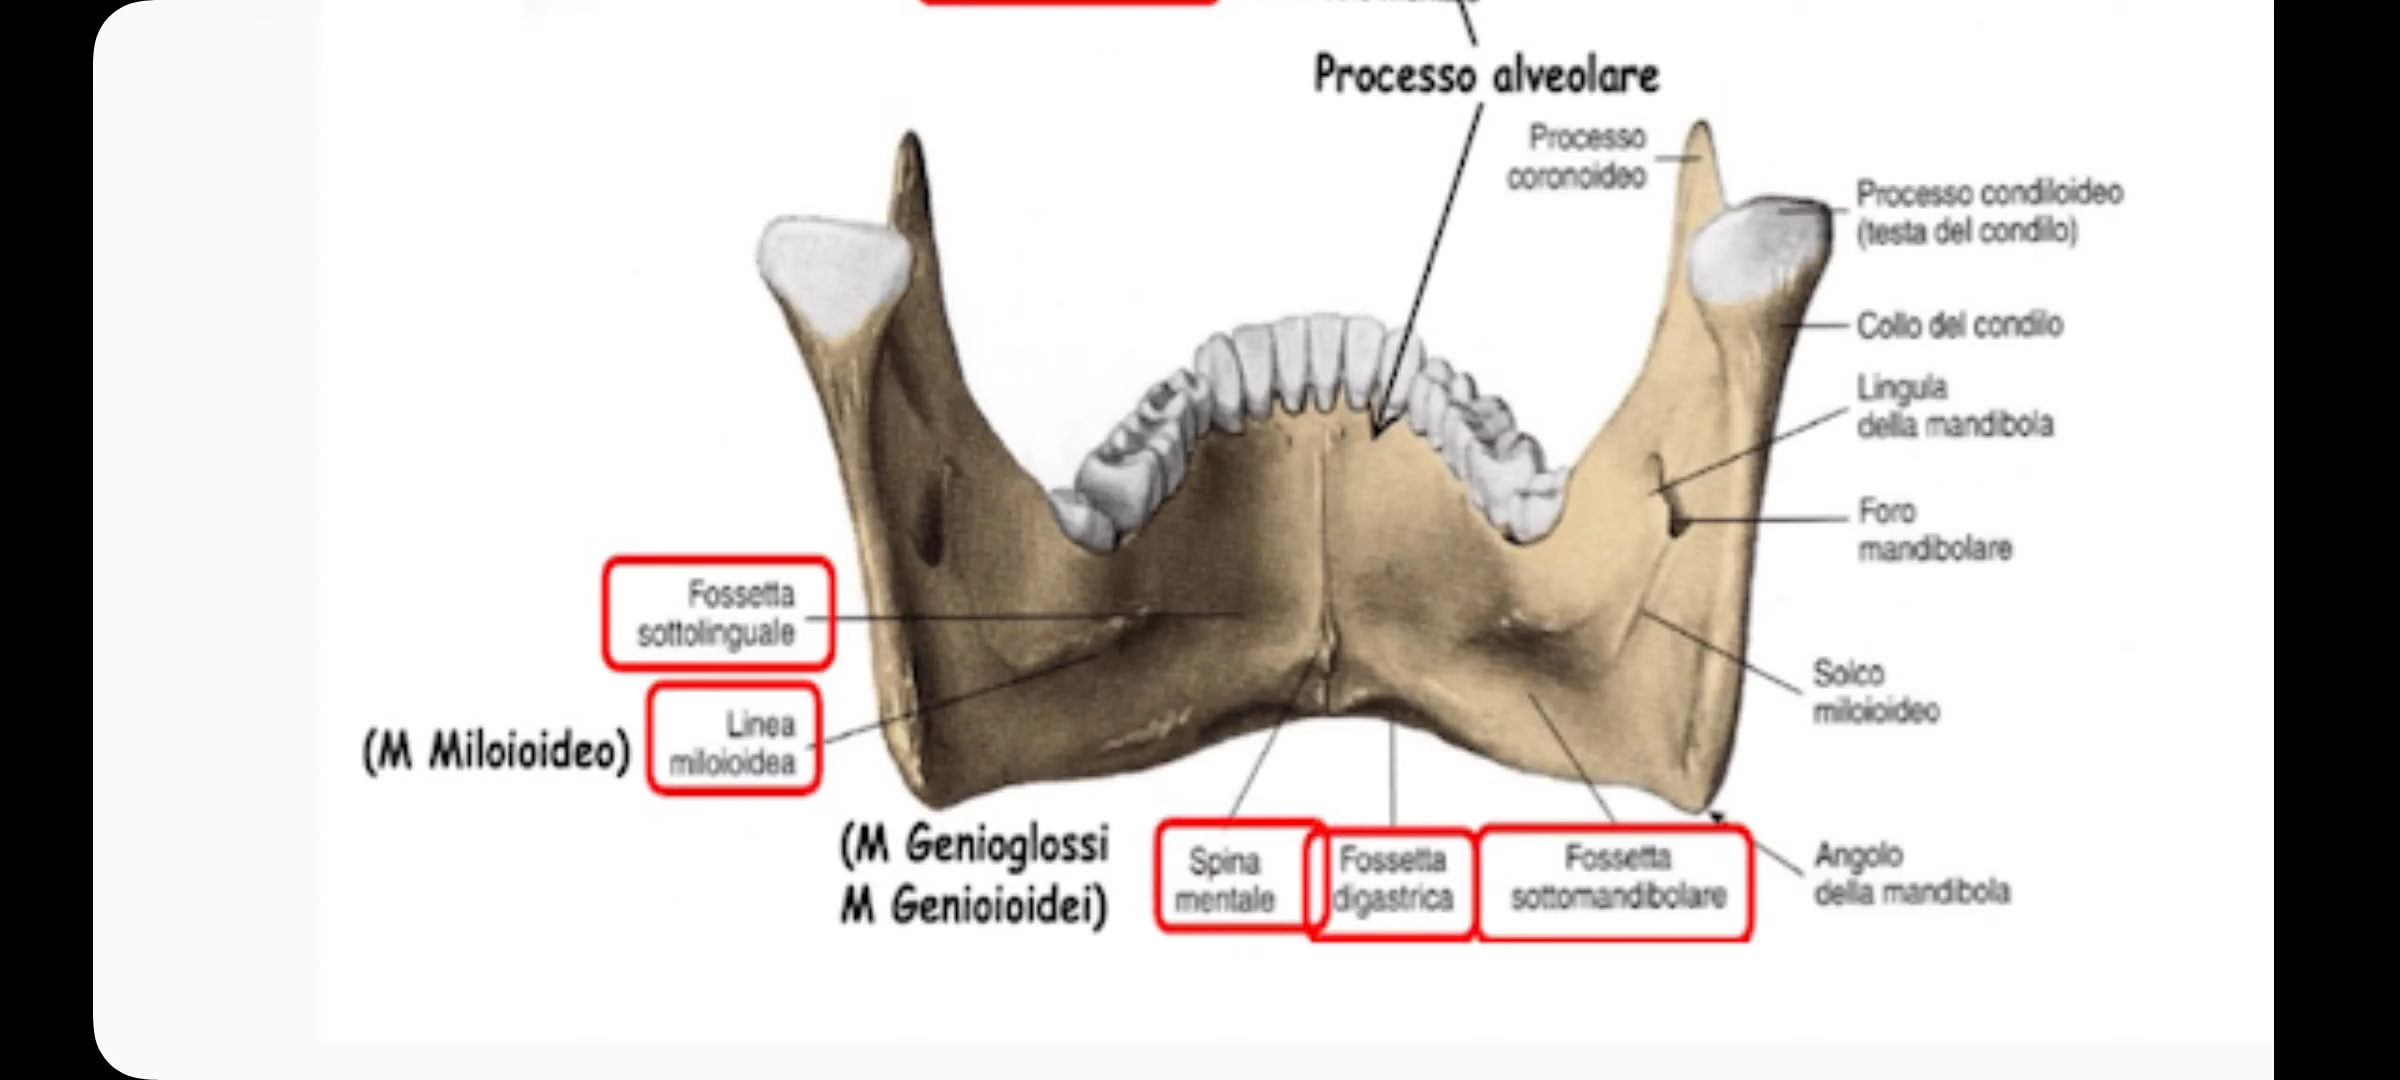 Processo alveolare
Processo
coronoideo
Processo condiloideo
(testa del condilo)
Collo del condilo
Lingula
della mandibola
Foro
mandibolare
Fossetta
sottolinguale
Solco
miloioideo
Linea
miloioidea
(M Miloioideo)
(M Genioglossi
M Genioioidei)
Spina
mentale
Fossetta
digastrica
Fossetta
sottomandibolare
Angolo
della mandibola